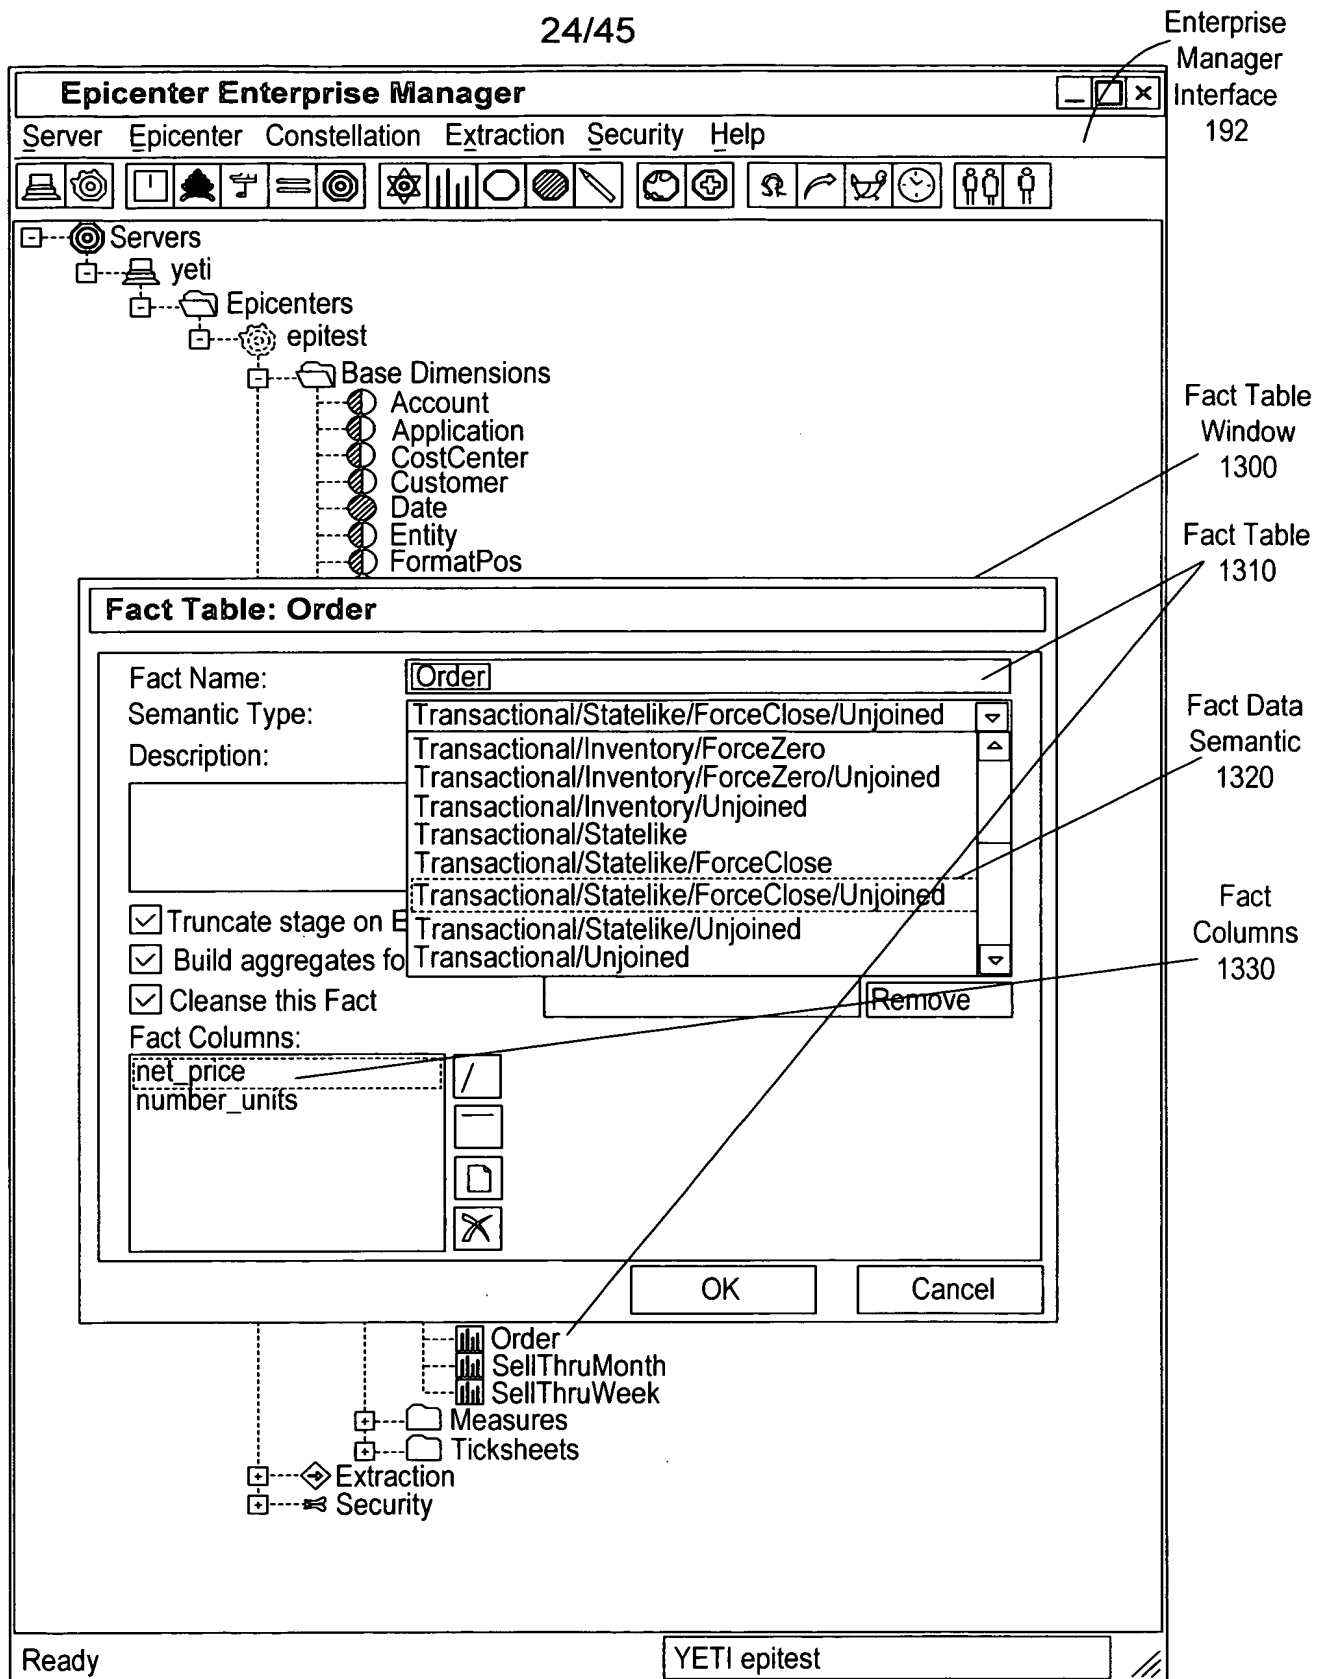 24/45
Enterprise
Manager
Interface
192
Epicenter Enterprise Manager
Server Epicenter Constellation Extraction Security Help
Servers
yeti
Epicenters
epitest
Base Dimensions
Account
Application
CostCenter
Customer
Date
Entity
FormatPos
Fact Table
Window
1300
Fact Table
1310
Fact Table: Order
Fact Name: Order
Semantic Type: Transactional/Statelike/ForceClose/Unjoined
Description:
Transactional/Inventory/ForceZero
Transactional/Inventory/ForceZero/Unjoined
Transactional/Inventory/Unjoined
Transactional/Statelike
Transactional/Statelike/ForceClose
Transactional/Statelike/ForceClose/Unjoined
Transactional/Statelike/Unjoined
Transactional/Unjoined
Fact Data
Semantic
1320
Fact
Columns
1330
Truncate stage on E
Build aggregates fo
Cleanse this Fact
Remove
Fact Columns:
net_price
number_units
OK Cancel
Order
SellThruMonth
SellThruWeek
Measures
Ticksheets
Extraction
Security
Ready
YETI epitest